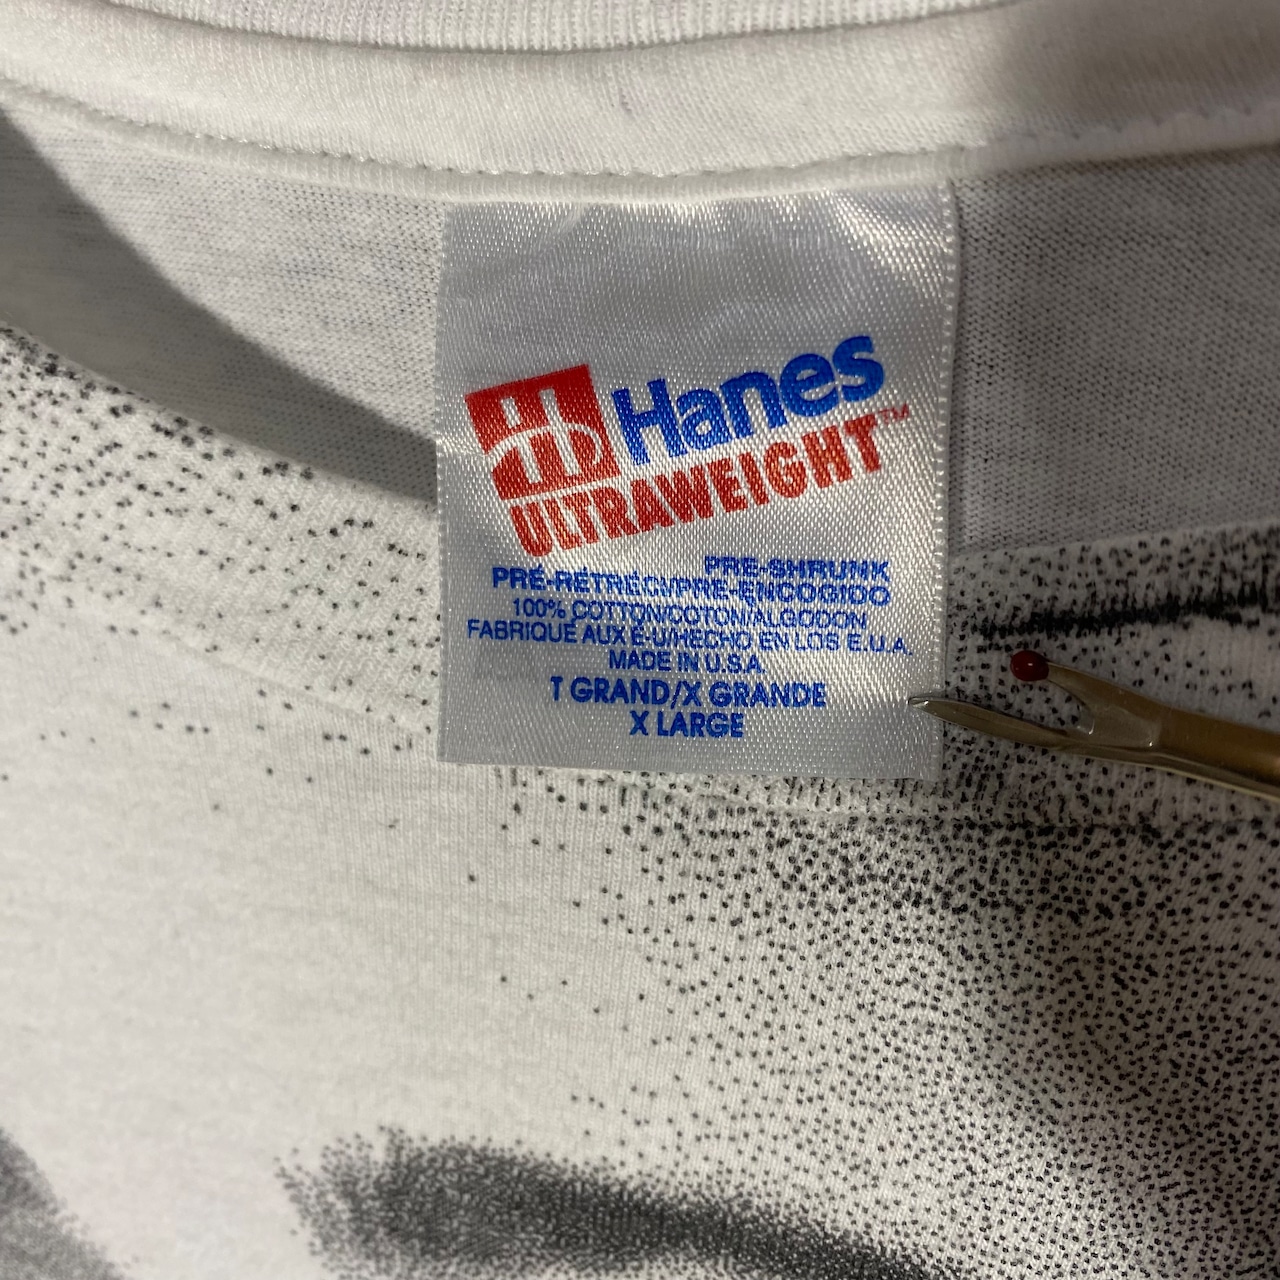 Hanes
ULTRAWEIGHT™
PRE-SHRUNK
PRÉ-RÉTRÉCI/PRE-ENCOGIDO
100% COTTON/COTON/ALGODON
FABRIQUÉ AUX É-U/HECHO EN LOS E.U.A.
MADE IN U.S.A.
T GRAND/X GRANDE
X LARGE